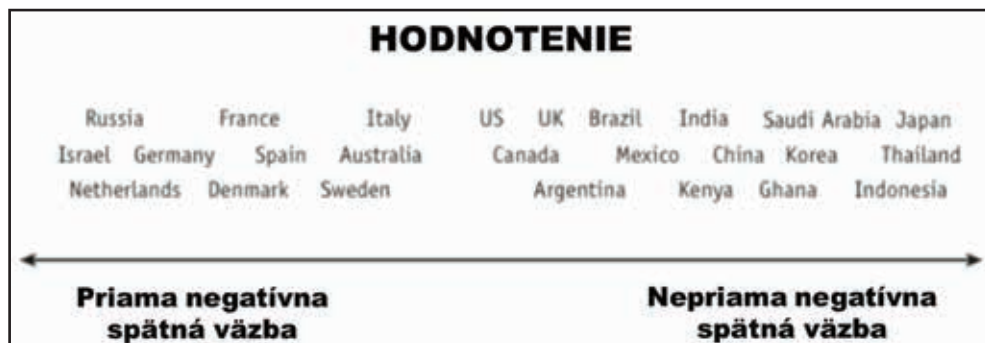 HODNOTENIE
Russia France Italy US UK Brazil India Saudi Arabia Japan
Israel Germany Spain Australia Canada Mexico China Korea Thailand
Netherlands Denmark Sweden Argentina Kenya Ghana Indonesia
Priama negatívna
spätná väzba
Nepriama negatívna
spätná väzba